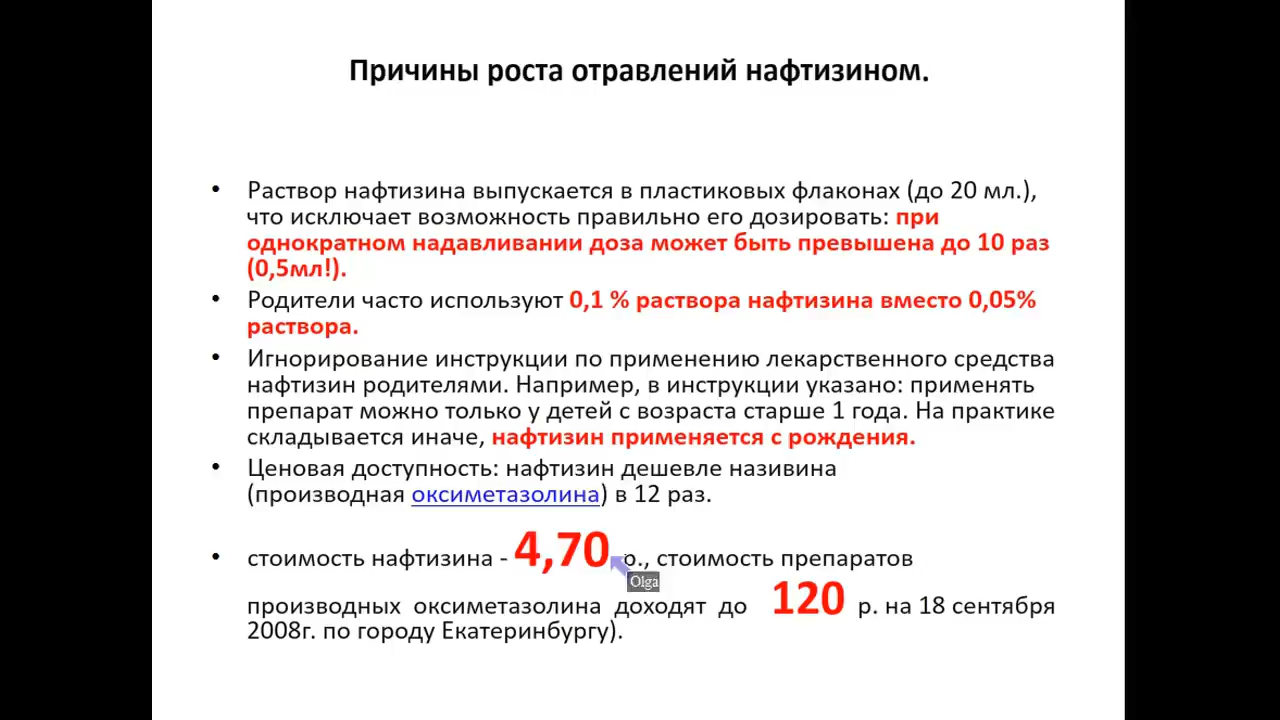 Причины роста отравлений нафтизином.
• Раствор нафтизина выпускается в пластиковых флаконах (до 20 мл.),
что исключает возможность правильно его дозировать: при
однократном надавливании доза может быть превышена до 10 раз
(0,5мл!).
• Родители часто используют 0,1 % раствора нафтизина вместо 0,05%
раствора.
• Игнорирование инструкции по применению лекарственного средства
нафтизин родителями. Например, в инструкции указано: применять
препарат можно только у детей с возраста старше 1 года. На практике
складывается иначе, нафтизин применяется с рождения.
• Ценовая доступность: нафтизин дешевле називина
(производная оксиметазолина) в 12 раз.
• стоимость нафтизина - 4,70 р., стоимость препаратов
Olga
производных оксиметазолина доходят до 120 р. на 18 сентября
2008г. по городу Екатеринбургу).